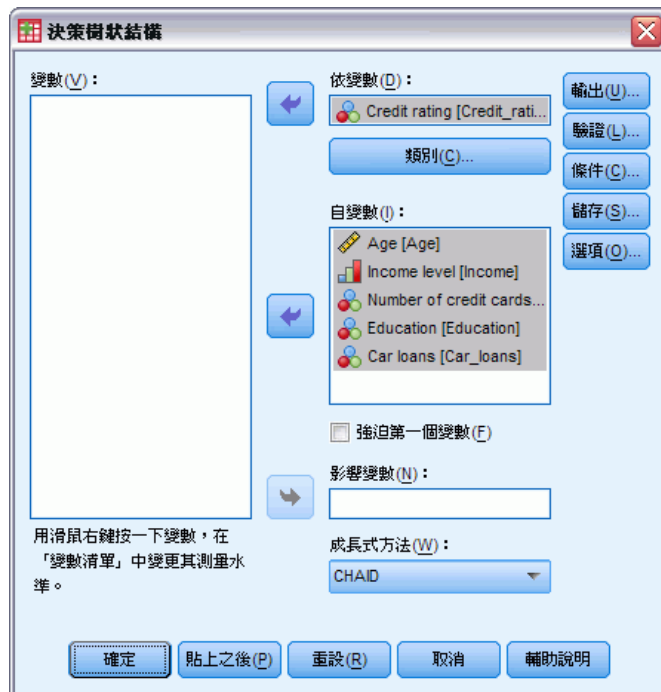 決策樹狀結構
變數(V)：
依變數(D)：
Credit rating [Credit_rati...
類別(C)...
自變數(I)：
Age [Age]
Income level [Income]
Number of credit cards...
Education [Education]
Car loans [Car_loans]
強迫第一個變數(F)
影響變數(N)：
成長式方法(W)：
CHAID
用滑鼠右鍵按一下變數，在
「變數清單」中變更其測量水
準。
輸出(U)...
驗證(L)...
條件(C)...
儲存(S)...
選項(O)...
確定
貼上之後(P)
重設(R)
取消
輔助說明